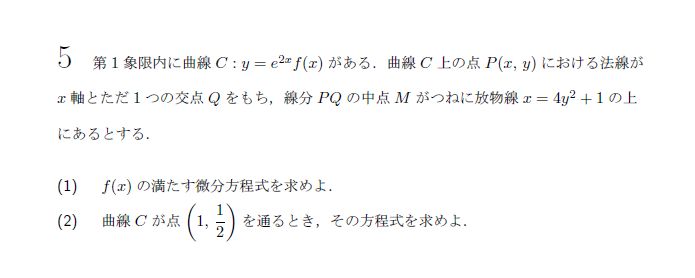 5 第 1 象限内に曲線 C : y = e^{2x} f(x) がある．曲線 C 上の点 P(x, y) における法線が
x 軸とただ 1 つの交点 Q をもち，線分 PQ の中点 M がつねに放物線 x = 4y² + 1 の上
にあるとする．
(1) f(x) の満たす微分方程式を求めよ．
(2) 曲線 C が点 (1, 1/2) を通るとき，その方程式を求めよ．